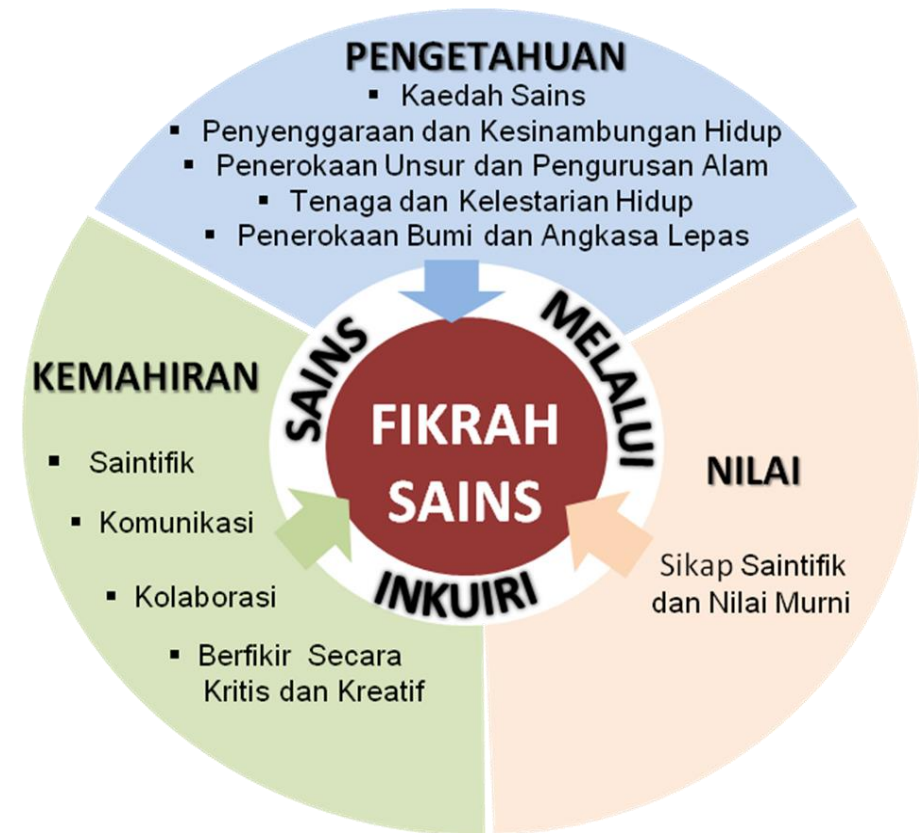 PENGETAHUAN
▪ Kaedah Sains
▪ Penyenggaraan dan Kesinambungan Hidup
▪ Penerokaan Unsur dan Pengurusan Alam
▪ Tenaga dan Kelestarian Hidup
▪ Penerokaan Bumi dan Angkasa Lepas
KEMAHIRAN
▪ Saintifik
▪ Komunikasi
▪ Kolaborasi
▪ Berfikir Secara
Kritis dan Kreatif
SAINS
MELALUI
INKUIRI
FIKRAH
SAINS
NILAI
Sikap Saintifik
dan Nilai Murni